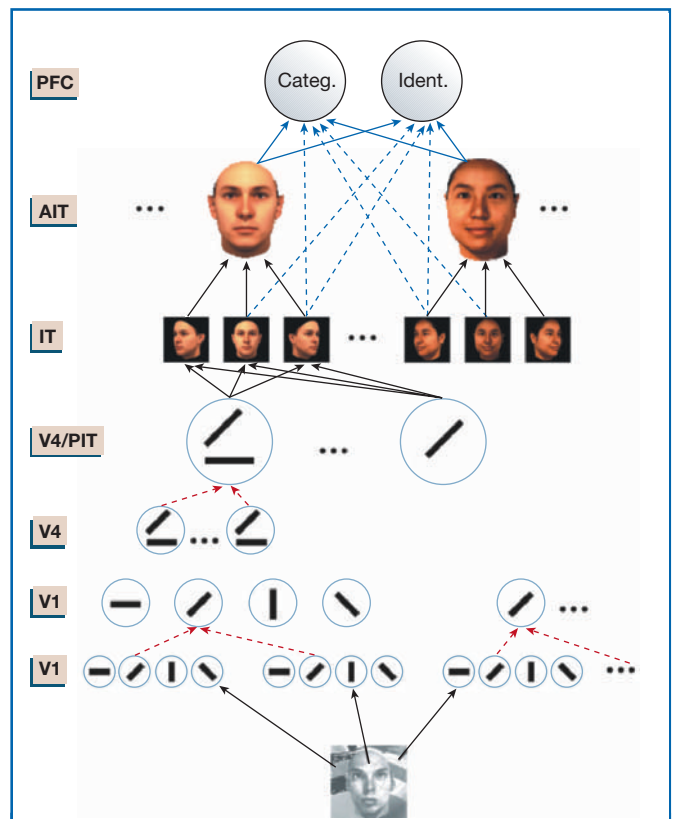 PFC
Categ. Ident.
AIT
IT
V4/PIT
V4
V1
V1